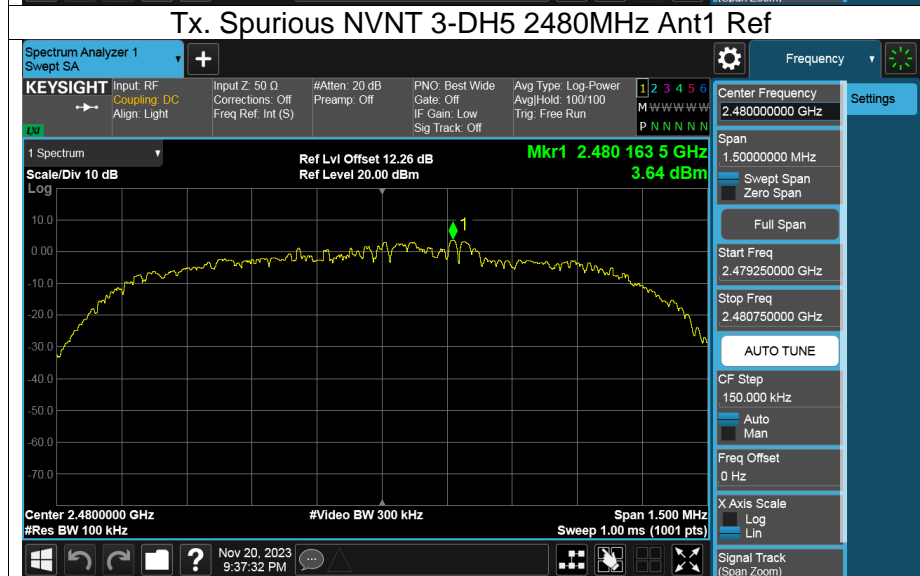 (Span Zoom)
Tx. Spurious NVNT 3-DH5 2480MHz Ant1 Ref
Spectrum Analyzer 1
Swept SA
+
Frequency
KEYSIGHT
Input: RF
Coupling: DC
Align: Light
Input Z: 50 Ω
Corrections: Off
Freq Ref: Int (S)
#Atten: 20 dB
Preamp: Off
PNO: Best Wide
Gate: Off
IF Gain: Low
Sig Track: Off
Avg Type: Log-Power
Avg|Hold: 100/100
Trig: Free Run
1 2 3 4 5 6
M W W W W W
P N N N N N
LXI
Center Frequency
2.480000000 GHz
Settings
1 Spectrum
Scale/Div 10 dB
Log
Ref Lvl Offset 12.26 dB
Ref Level 20.00 dBm
Mkr1 2.480 163 5 GHz
3.64 dBm
Span
1.50000000 MHz
Swept Span
Zero Span
Full Span
Start Freq
2.479250000 GHz
Stop Freq
2.480750000 GHz
AUTO TUNE
CF Step
150.000 kHz
Auto
Man
Freq Offset
0 Hz
X Axis Scale
Log
Lin
Signal Track
(Span Zoom)
1
10.0
0.00
-10.0
-20.0
-30.0
-40.0
-50.0
-60.0
-70.0
Center 2.4800000 GHz
#Res BW 100 kHz
#Video BW 300 kHz
Span 1.500 MHz
Sweep 1.00 ms (1001 pts)
?
Nov 20, 2023
9:37:32 PM